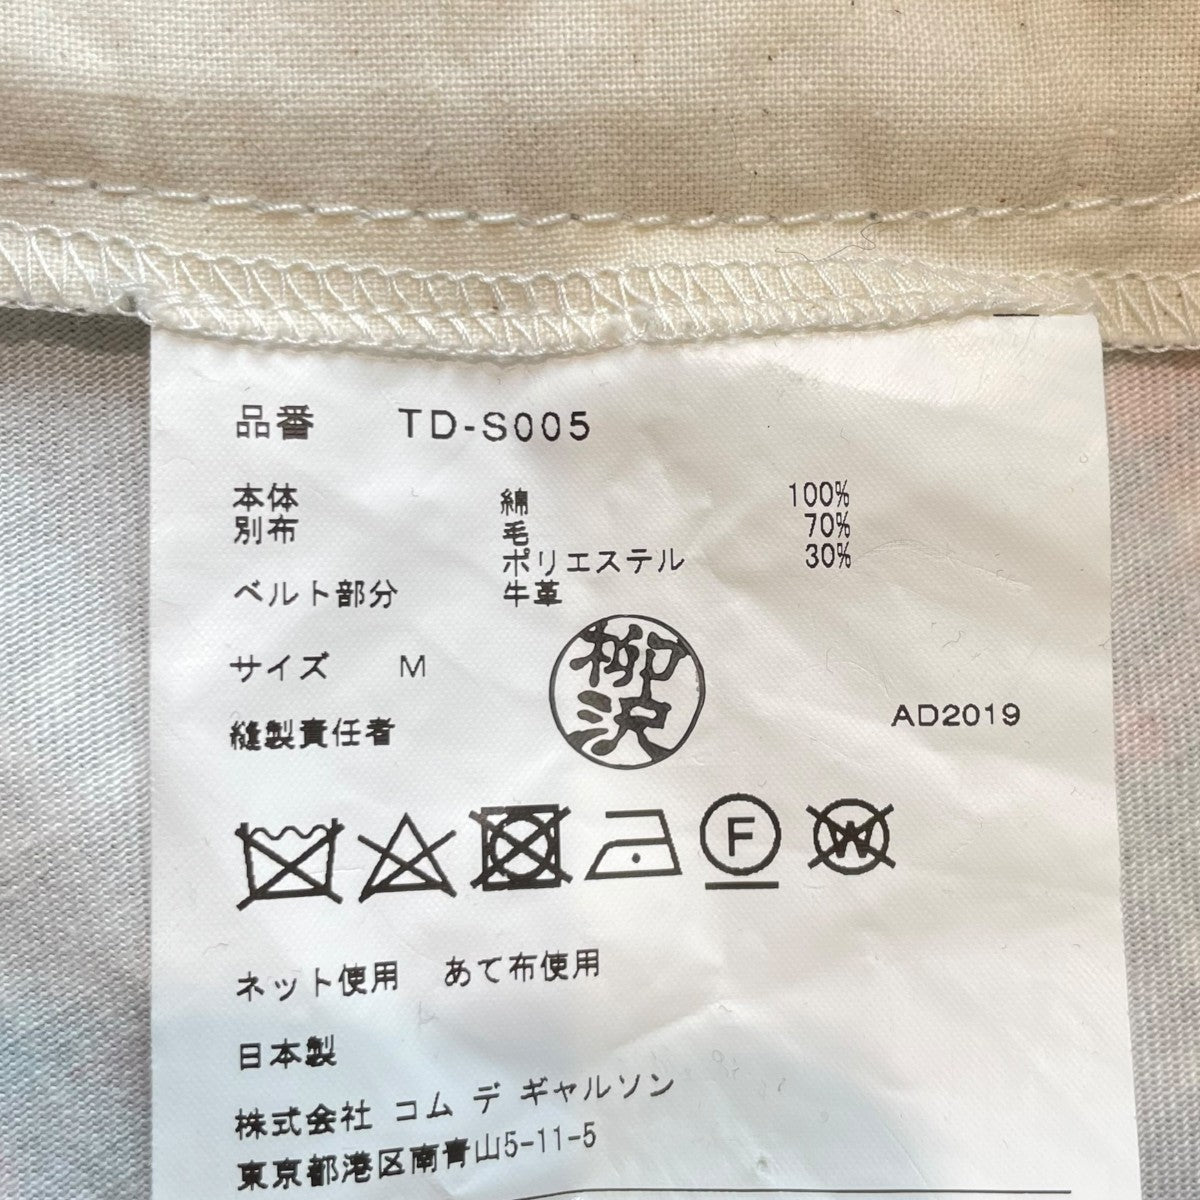 品番 TD-S005
本体 綿 100%
別布 毛 70%
ポリエステル 30%
ベルト部分 牛革
サイズ M
柳沢
縫製責任者 AD2019
F W
ネット使用 あて布使用
日本製
株式会社 コム デ ギャルソン
東京都港区南青山5-11-5